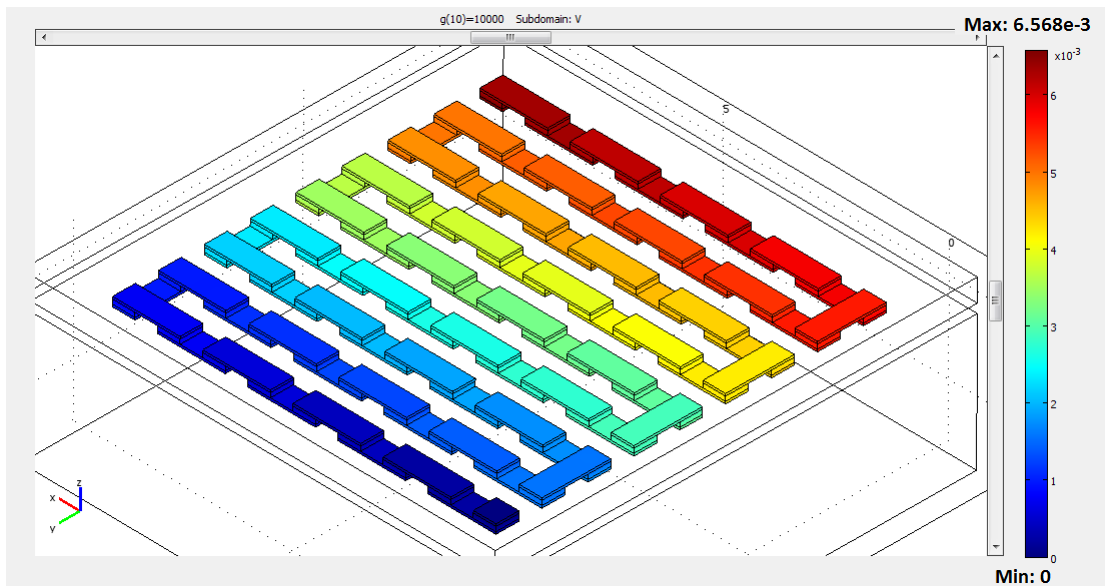 g(10)=10000 Subdomain: V
Max: 6.568e-3
x10⁻³
6
5
4
3
2
1
0
Min: 0
5
0
z
x
y